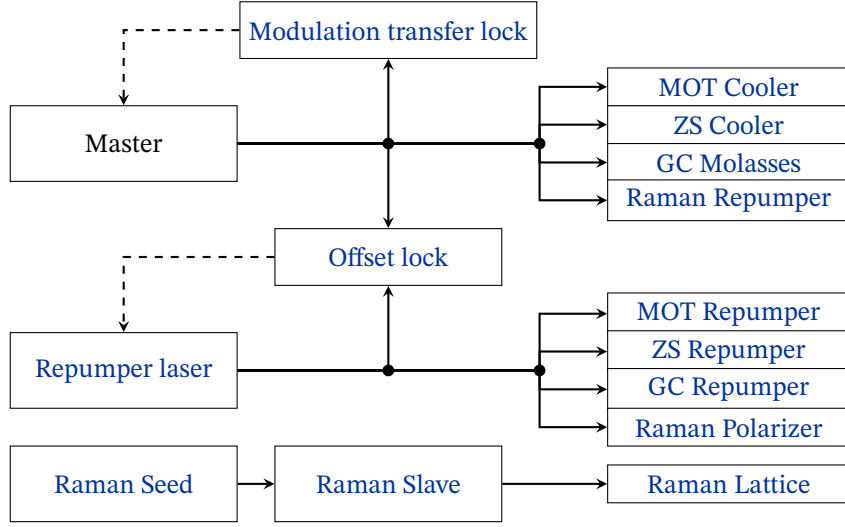 Modulation transfer lock
Master
MOT Cooler
ZS Cooler
GC Molasses
Raman Repumper
Offset lock
Repumper laser
MOT Repumper
ZS Repumper
GC Repumper
Raman Polarizer
Raman Seed
Raman Slave
Raman Lattice